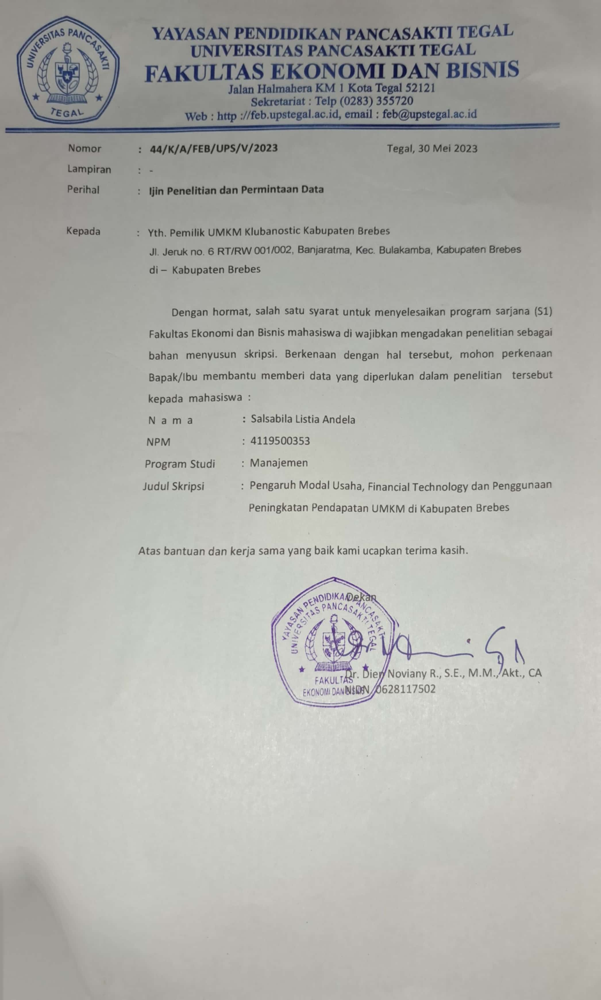 UNIVERSITAS PANCASAKTI
TEGAL
YAYASAN PENDIDIKAN PANCASAKTI TEGAL
UNIVERSITAS PANCASAKTI TEGAL
FAKULTAS EKONOMI DAN BISNIS
Jalan Halmahera KM 1 Kota Tegal 52121
Sekretariat : Telp (0283) 355720
Web : http ://feb.upstegal.ac.id, email : feb@upstegal.ac.id
Nomor : 44/K/A/FEB/UPS/V/2023 Tegal, 30 Mei 2023
Lampiran : -
Perihal : Ijin Penelitian dan Permintaan Data
Kepada : Yth. Pemilik UMKM Klubanostic Kabupaten Brebes
Jl. Jeruk no. 6 RT/RW 001/002, Banjaratma, Kec. Bulakamba, Kabupaten Brebes
di – Kabupaten Brebes
Dengan hormat, salah satu syarat untuk menyelesaikan program sarjana (S1)
Fakultas Ekonomi dan Bisnis mahasiswa di wajibkan mengadakan penelitian sebagai
bahan menyusun skripsi. Berkenaan dengan hal tersebut, mohon perkenaan
Bapak/Ibu membantu memberi data yang diperlukan dalam penelitian tersebut
kepada mahasiswa :
N a m a : Salsabila Listia Andela
NPM : 4119500353
Program Studi : Manajemen
Judul Skripsi : Pengaruh Modal Usaha, Financial Technology dan Penggunaan
Peningkatan Pendapatan UMKM di Kabupaten Brebes
Atas bantuan dan kerja sama yang baik kami ucapkan terima kasih.
Dekan
YAYASAN PENDIDIKAN PANCASAKTI
UNIVERSITAS PANCASAKTI TEGAL
FAKULTAS
EKONOMI DAN BISNIS
Dr. Dien Noviany R., S.E., M.M., Akt., CA
NIDN. 0628117502